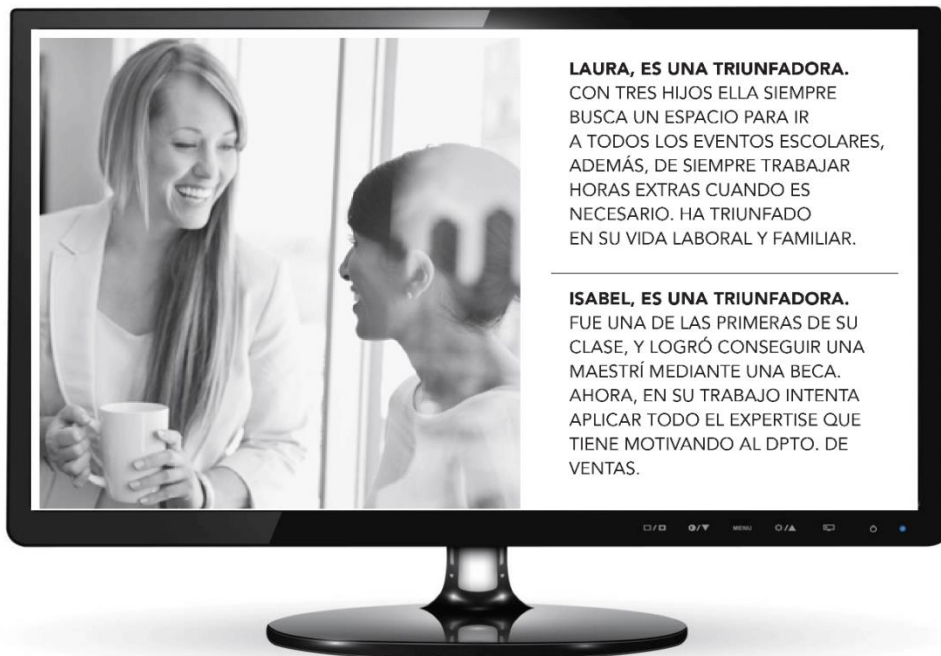 LAURA, ES UNA TRIUNFADORA.
CON TRES HIJOS ELLA SIEMPRE
BUSCA UN ESPACIO PARA IR
A TODOS LOS EVENTOS ESCOLARES,
ADEMÁS, DE SIEMPRE TRABAJAR
HORAS EXTRAS CUANDO ES
NECESARIO. HA TRIUNFADO
EN SU VIDA LABORAL Y FAMILIAR.
ISABEL, ES UNA TRIUNFADORA.
FUE UNA DE LAS PRIMERAS DE SU
CLASE, Y LOGRÓ CONSEGUIR UNA
MAESTRÍ MEDIANTE UNA BECA.
AHORA, EN SU TRABAJO INTENTA
APLICAR TODO EL EXPERTISE QUE
TIENE MOTIVANDO AL DPTO. DE
VENTAS.
MENU